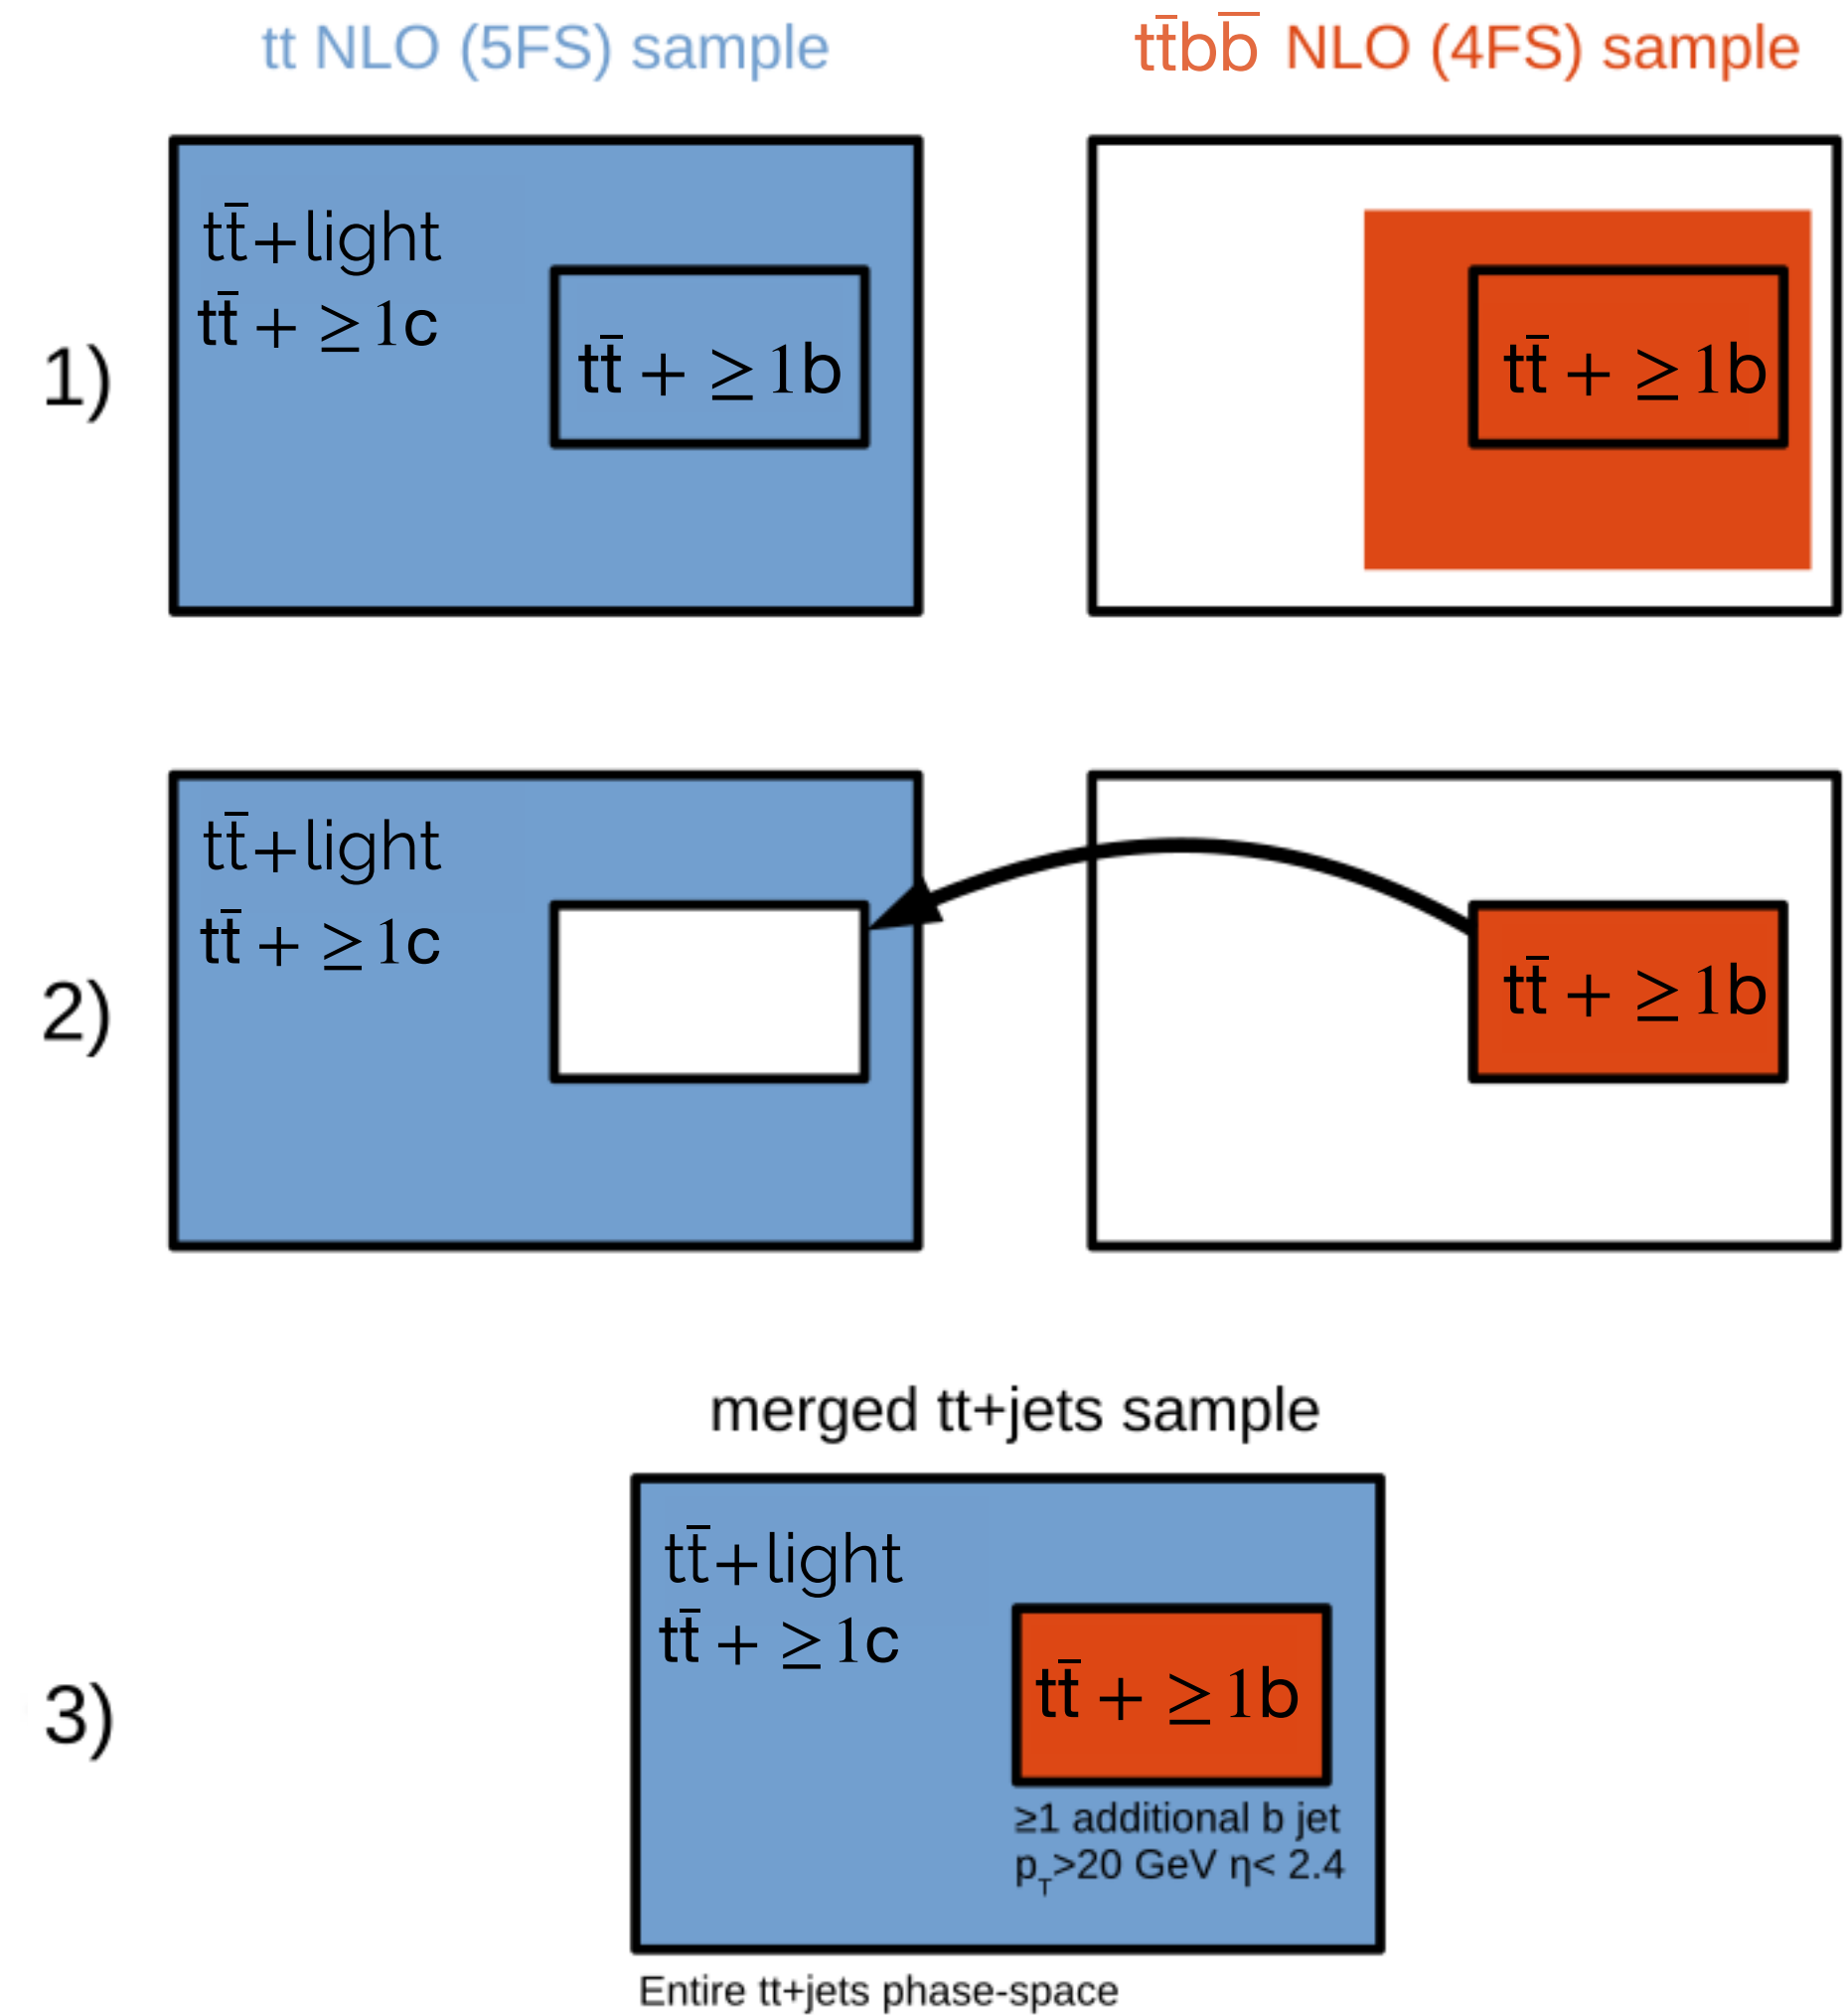 tt NLO (5FS) sample
tt̄bb̄ NLO (4FS) sample
1)
tt̄+light
tt̄ + ≥1c
tt̄ + ≥1b
tt̄ + ≥1b
2)
tt̄+light
tt̄ + ≥1c
tt̄ + ≥1b
merged tt+jets sample
3)
tt̄+light
tt̄ + ≥1c
tt̄ + ≥1b
≥1 additional b jet
p_T>20 GeV η< 2.4
Entire tt+jets phase-space